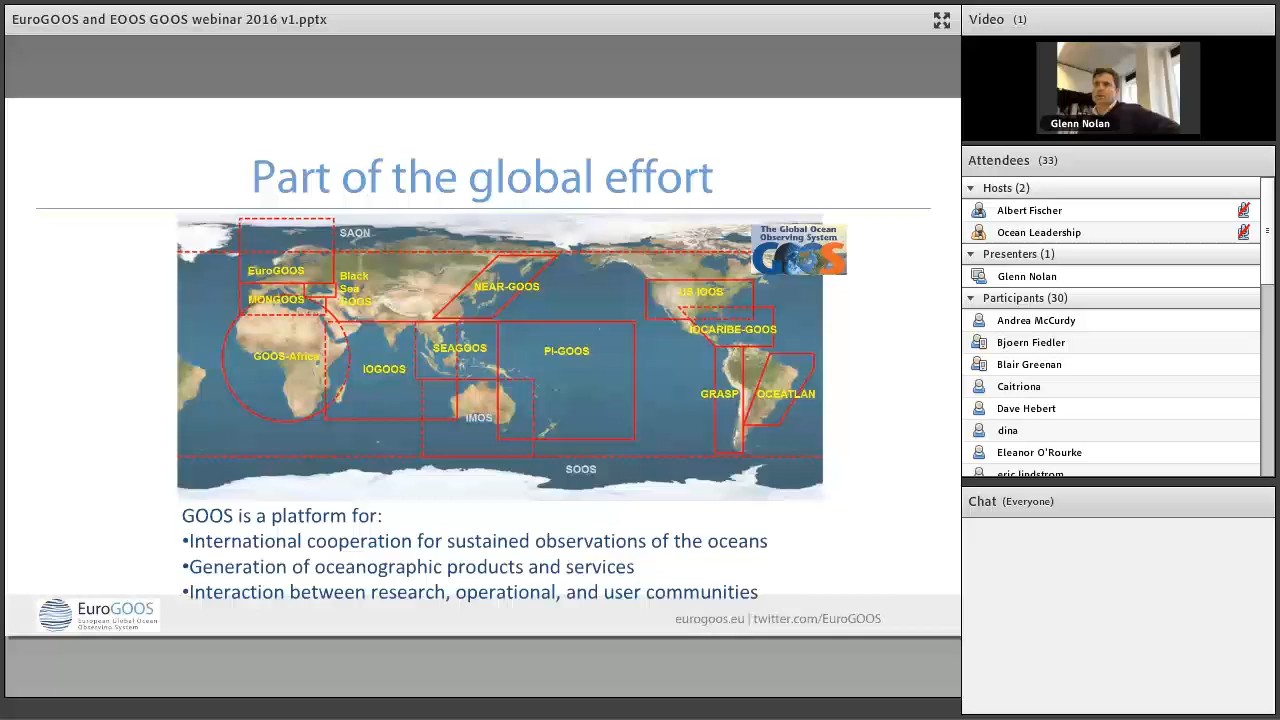 EuroGOOS and EOOS GOOS webinar 2016 v1.pptx
Part of the global effort
SAON
The Global Ocean
Observing System
GOOS
EuroGOOS
Black
Sea
GOOS
MONGOOS
NEAR-GOOS
US IOOS
IOCARIBE-GOOS
GOOS-Africa
IOGOOS
SEAGOOS
PI-GOOS
GRASP
OCEATLAN
IMOS
SOOS
GOOS is a platform for:
•International cooperation for sustained observations of the oceans
•Generation of oceanographic products and services
•Interaction between research, operational, and user communities
EuroGOOS
European Global Ocean
Observing System
eurogoos.eu | twitter.com/EuroGOOS
Video (1)
Glenn Nolan
Attendees (33)
Hosts (2)
Albert Fischer
Ocean Leadership
Presenters (1)
Glenn Nolan
Participants (30)
Andrea McCurdy
Bjoern Fiedler
Blair Greenan
Caitriona
Dave Hebert
dina
Eleanor O'Rourke
eric lindstrom
Chat (Everyone)